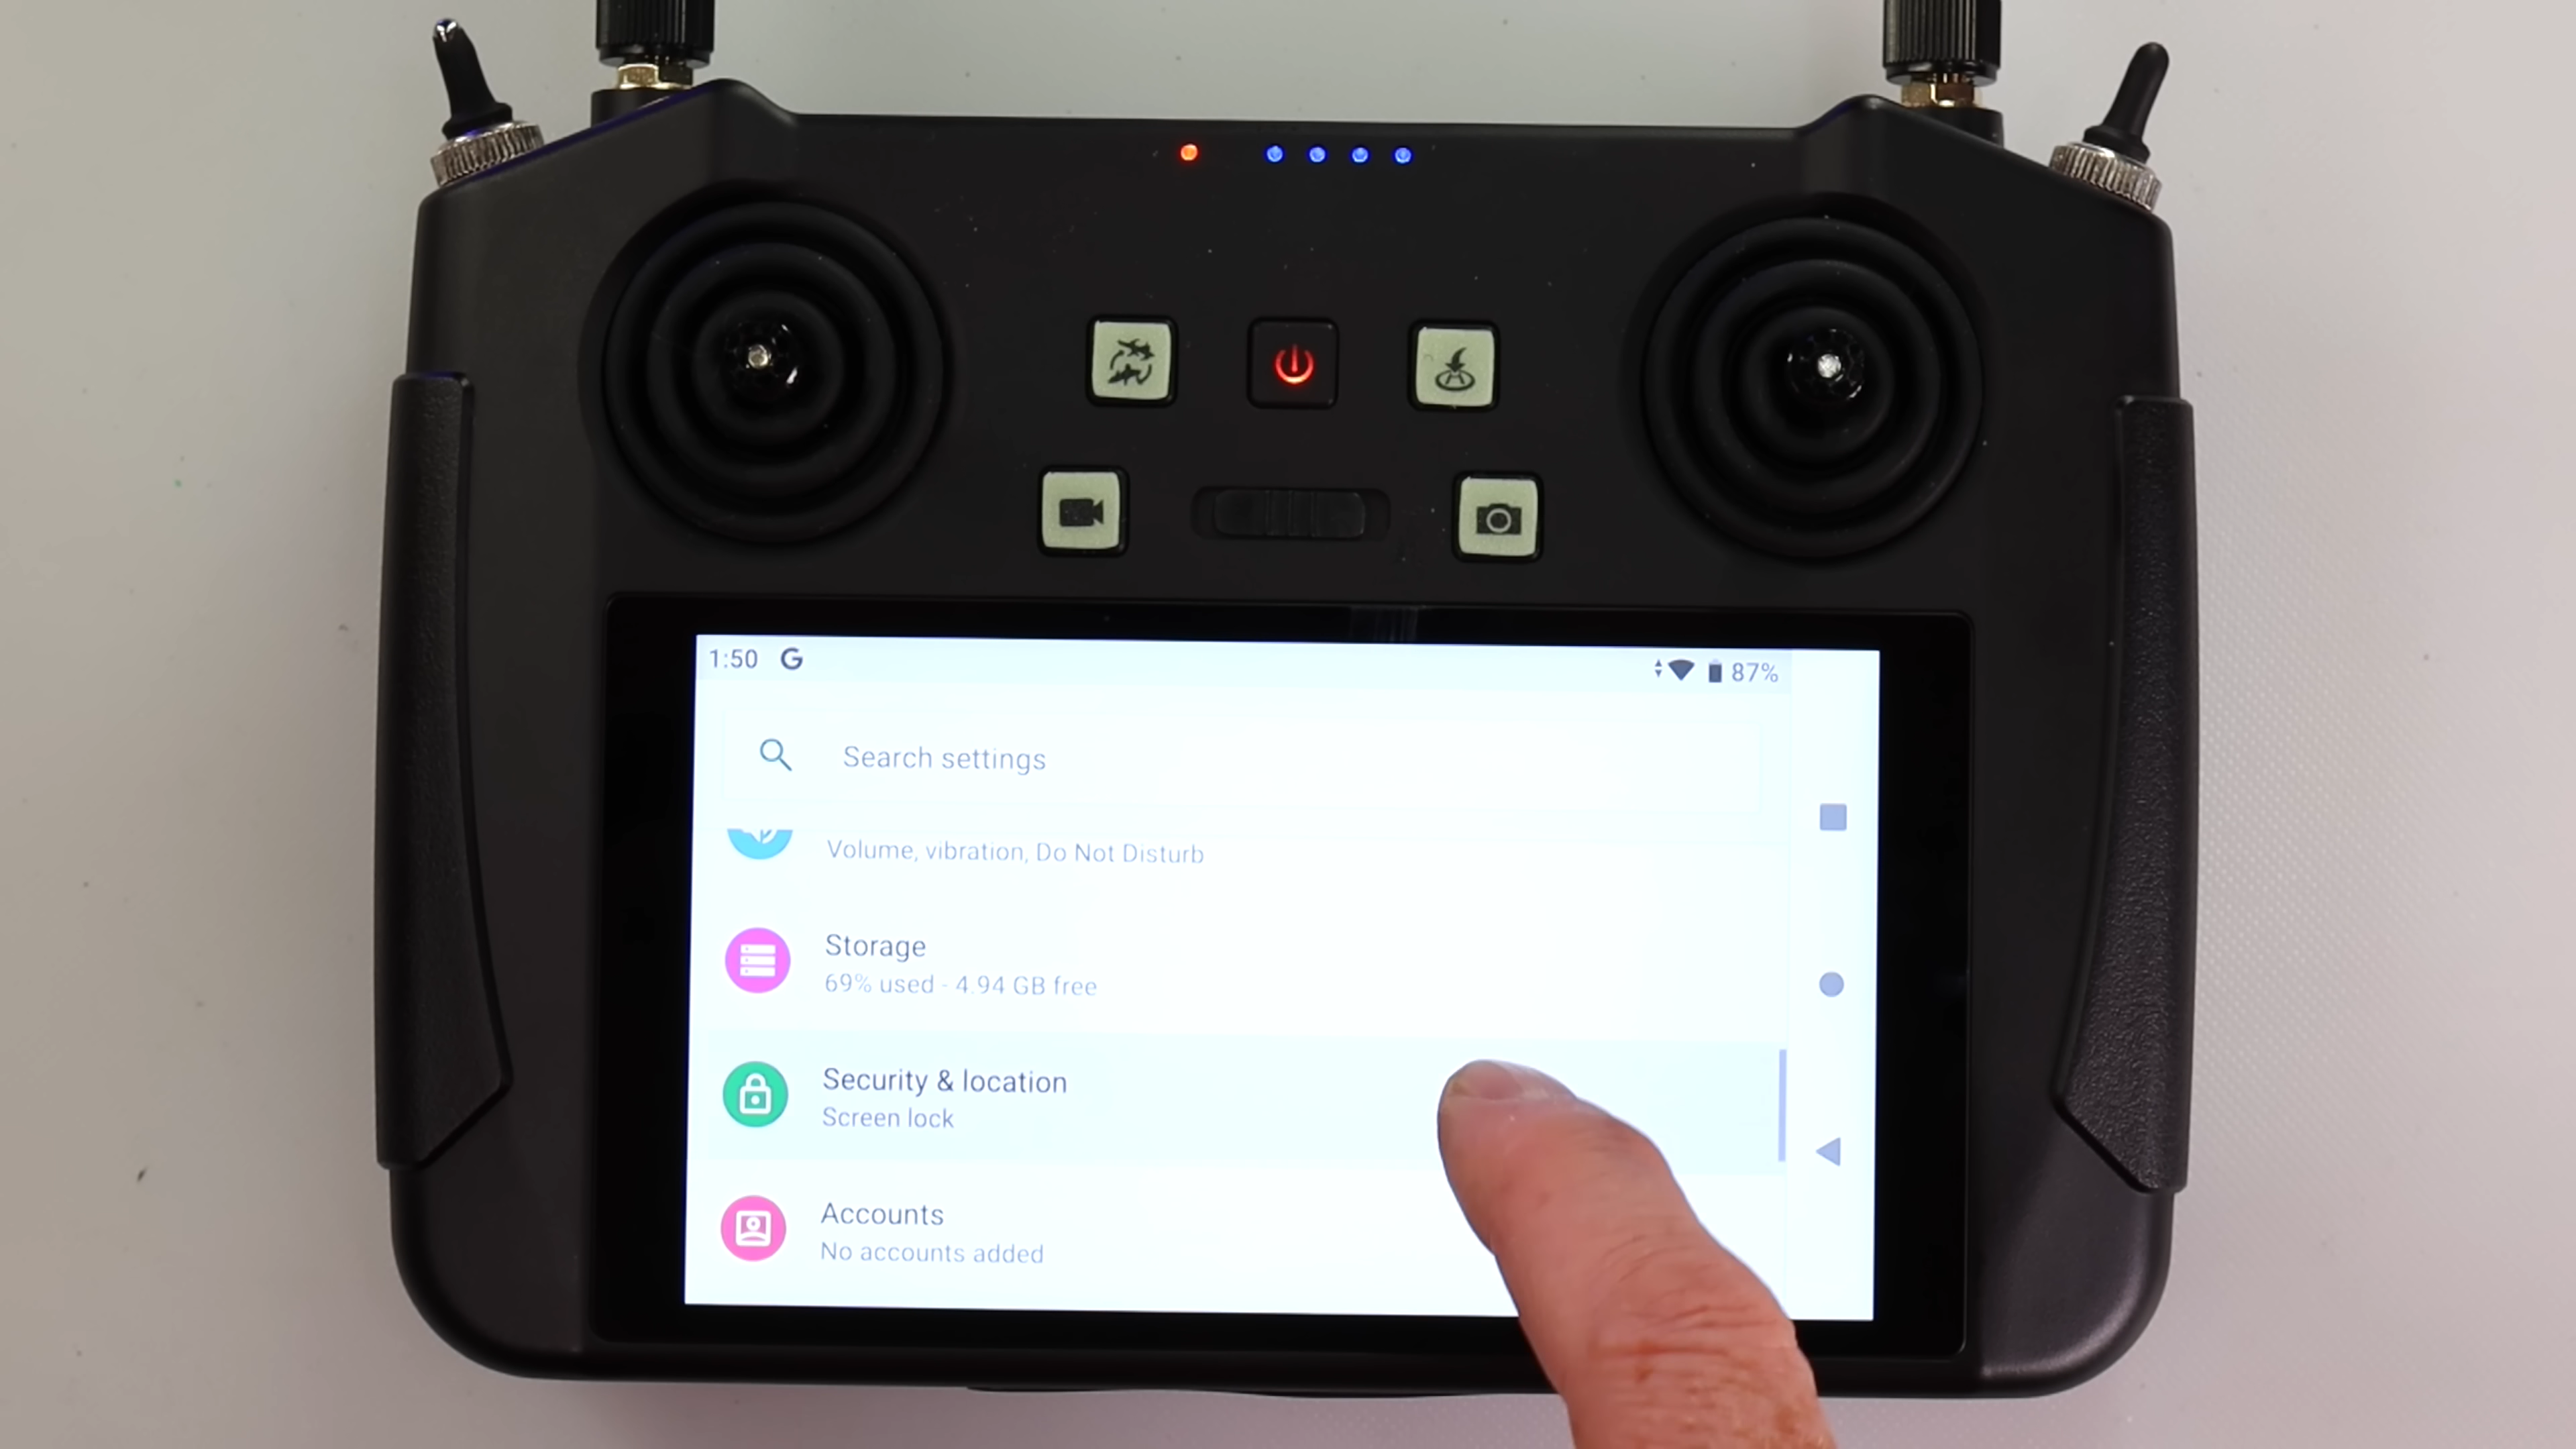 1:50 G 87%
Search settings
Volume, vibration, Do Not Disturb
Storage
69% used - 4.94 GB free
Security & location
Screen lock
Accounts
No accounts added